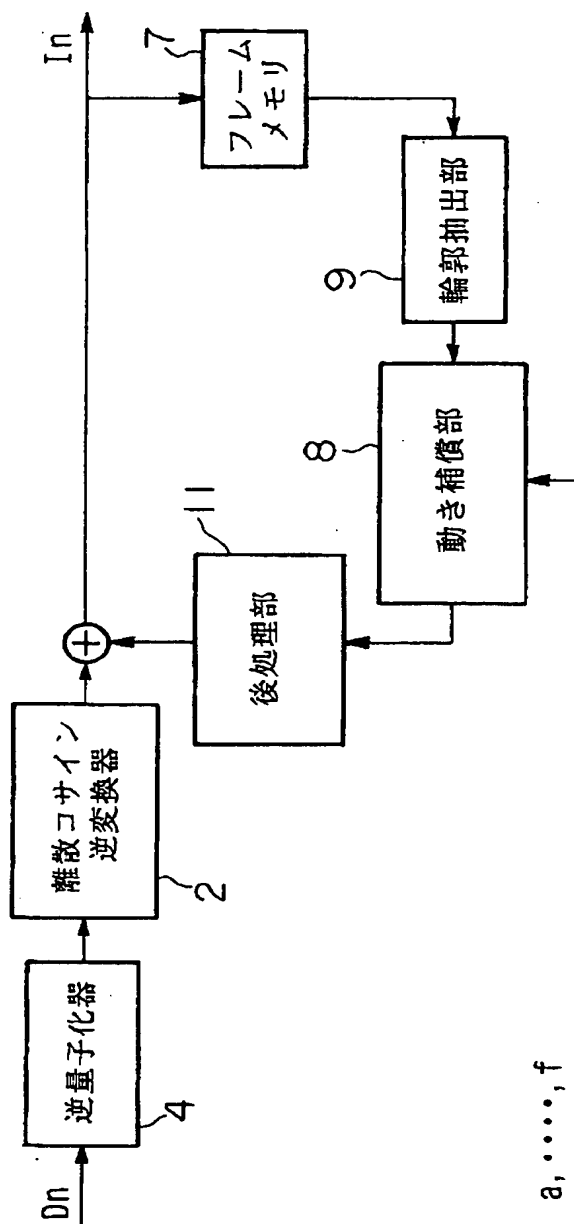 Dn
逆量子化器
4
離散コサイン
逆変換器
2
In
フレーム
メモリ
7
輪郭抽出部
9
動き補償部
8
後処理部
11
a, ・・・・, f